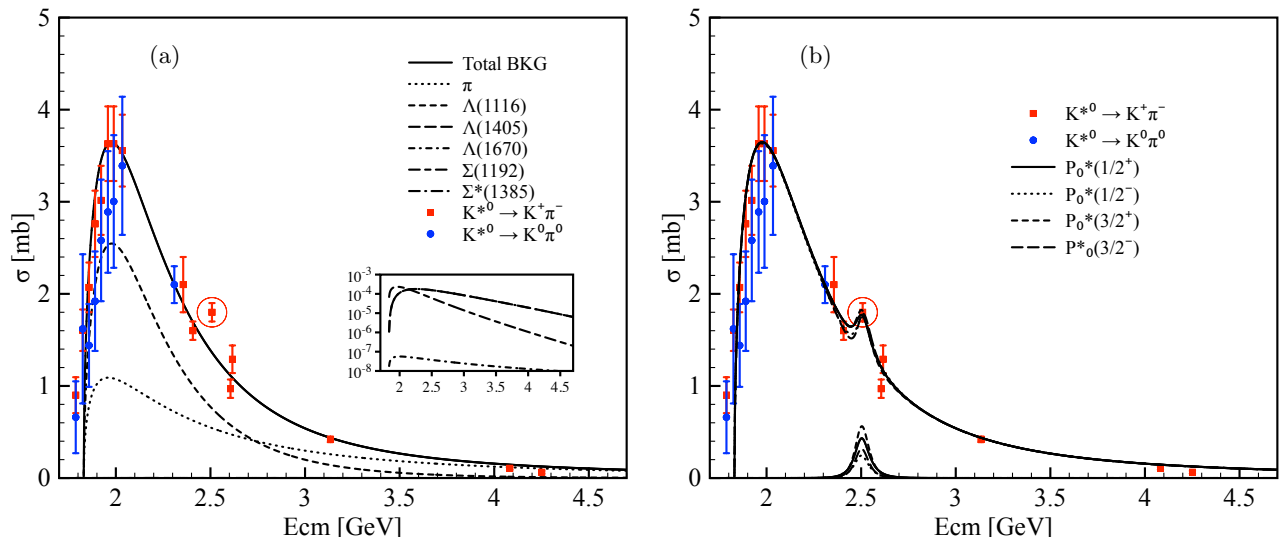 (a)
Total BKG
π
Λ(1116)
Λ(1405)
Λ(1670)
Σ(1192)
Σ*(1385)
K*⁰ → K⁺π⁻
K*⁰ → K⁰π⁰
σ [mb]
5
4
3
2
1
0
10⁻³
10⁻⁴
10⁻⁵
10⁻⁶
10⁻⁷
10⁻⁸
2 2.5 3 3.5 4 4.5
2 2.5 3 3.5 4 4.5
Ecm [GeV]
(b)
K*⁰ → K⁺π⁻
K*⁰ → K⁰π⁰
P₀*(1/2⁺)
P₀*(1/2⁻)
P₀*(3/2⁺)
P*₀(3/2⁻)
σ [mb]
5
4
3
2
1
0
2 2.5 3 3.5 4 4.5
Ecm [GeV]